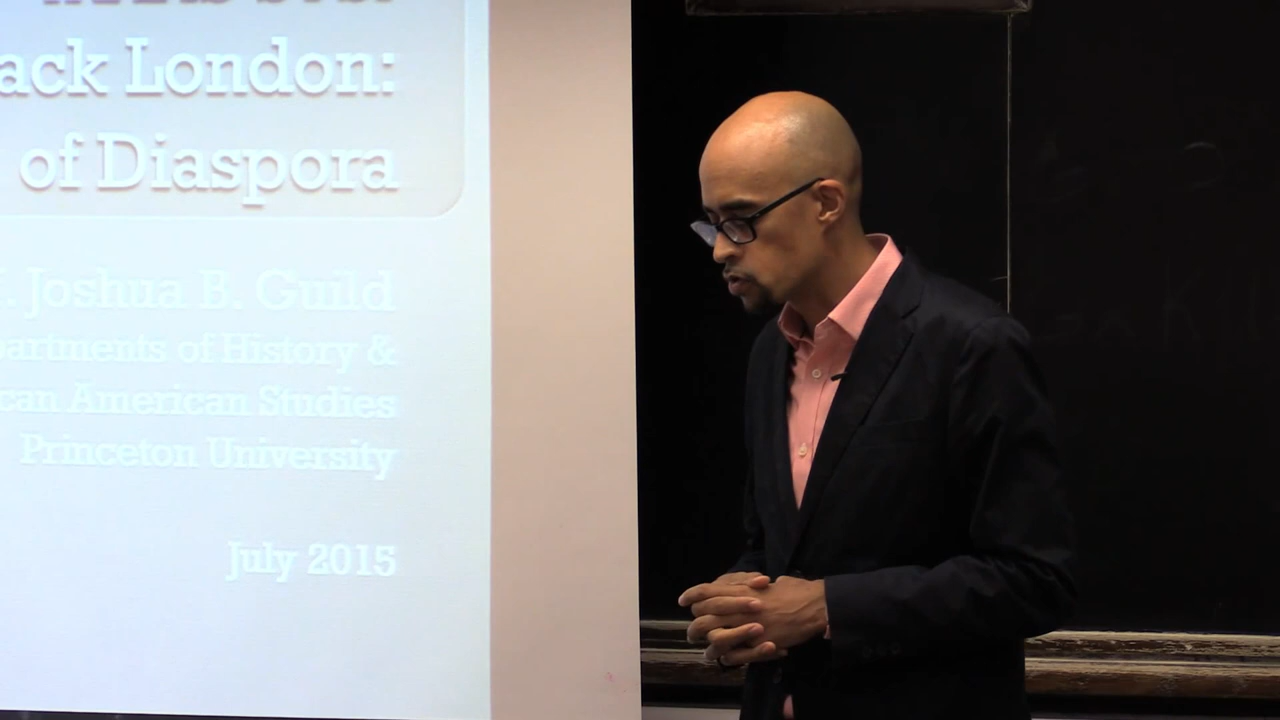 ack London:
of Diaspora
. Joshua B. Guild
partments of History &
can American Studies
Princeton University
July 2015